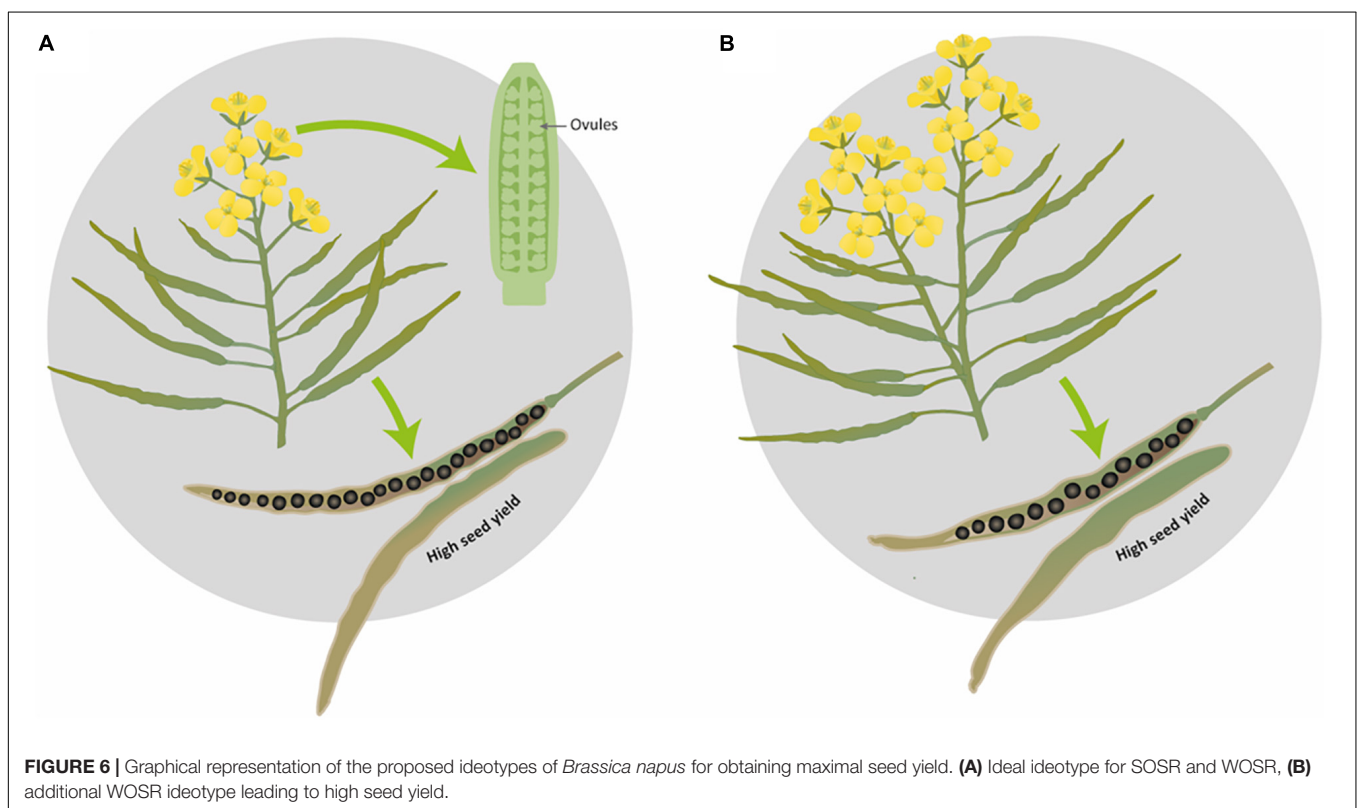 A
B
Ovules
High seed yield
High seed yield
FIGURE 6 | Graphical representation of the proposed ideotypes of Brassica napus for obtaining maximal seed yield. (A) Ideal ideotype for SOSR and WOSR, (B)
additional WOSR ideotype leading to high seed yield.